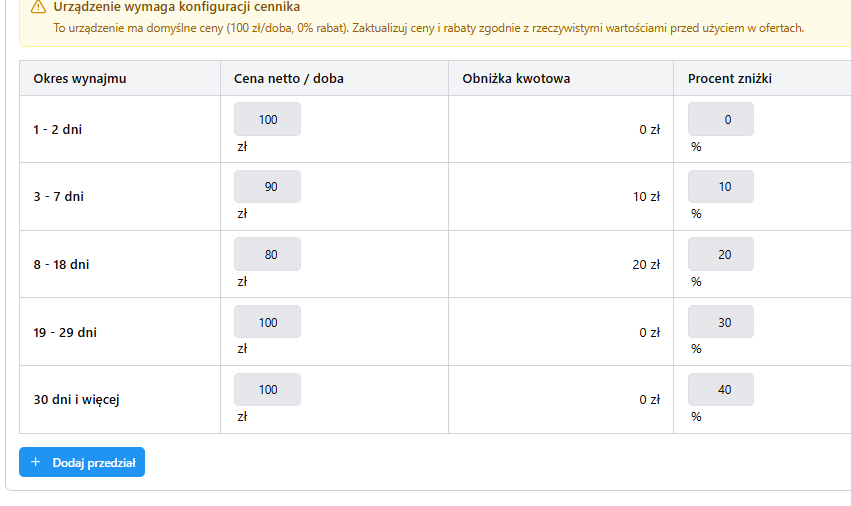 Urządzenie wymaga konfiguracji cennika
To urządzenie ma domyślne ceny (100 zł/doba, 0% rabat). Zaktualizuj ceny i rabaty zgodnie z rzeczywistymi wartościami przed użyciem w ofertach.
Okres wynajmu Cena netto / doba Obniżka kwotowa Procent zniżki
1 - 2 dni 100 zł 0 zł 0 %
3 - 7 dni 90 zł 10 zł 10 %
8 - 18 dni 80 zł 20 zł 20 %
19 - 29 dni 100 zł 0 zł 30 %
30 dni i więcej 100 zł 0 zł 40 %
+ Dodaj przedział